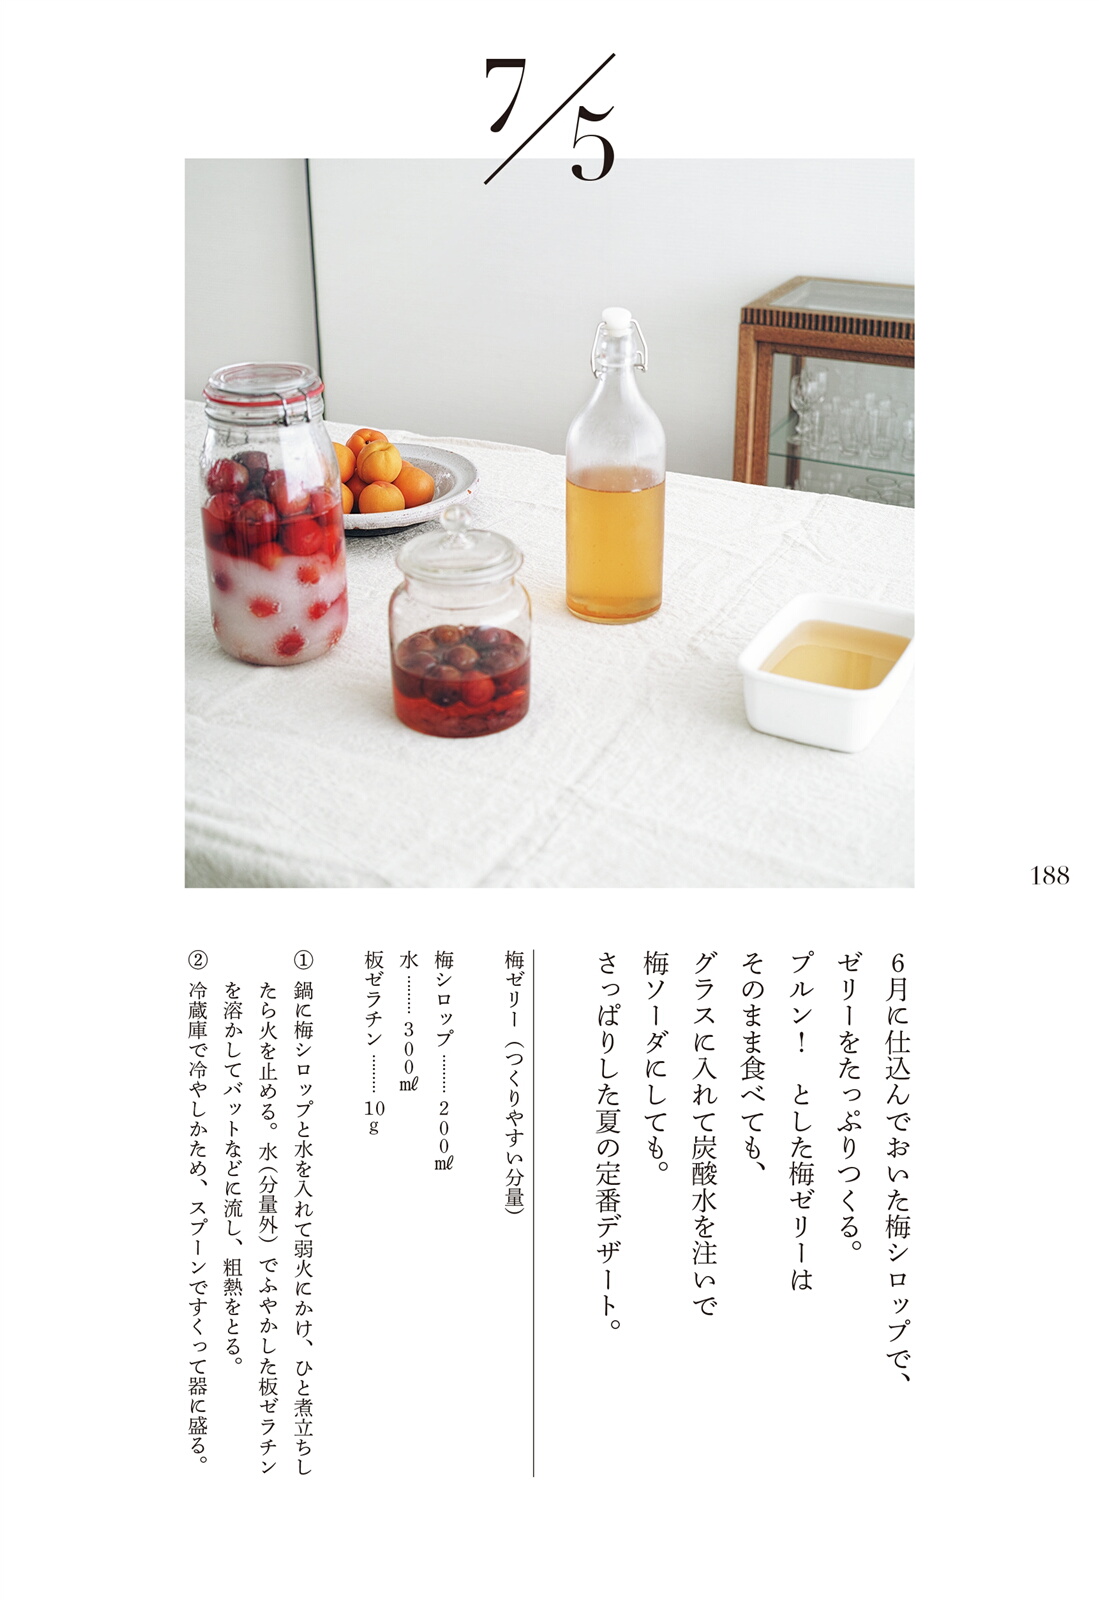 7/5
188
6月に仕込んでおいた梅シロップで、
ゼリーをたっぷりつくる。
プルン！ とした梅ゼリーは
そのまま食べても、
グラスに入れて炭酸水を注いで
梅ソーダにしても。
さっぱりした夏の定番デザート。
梅ゼリー（つくりやすい分量）
梅シロップ………200㎖
水………300㎖
板ゼラチン………10g
① 鍋に梅シロップと水を入れて弱火にかけ、ひと煮立ちし
たら火を止める。水（分量外）でふやかした板ゼラチン
を溶かしてバットなどに流し、粗熱をとる。
② 冷蔵庫で冷やしかため、スプーンですくって器に盛る。